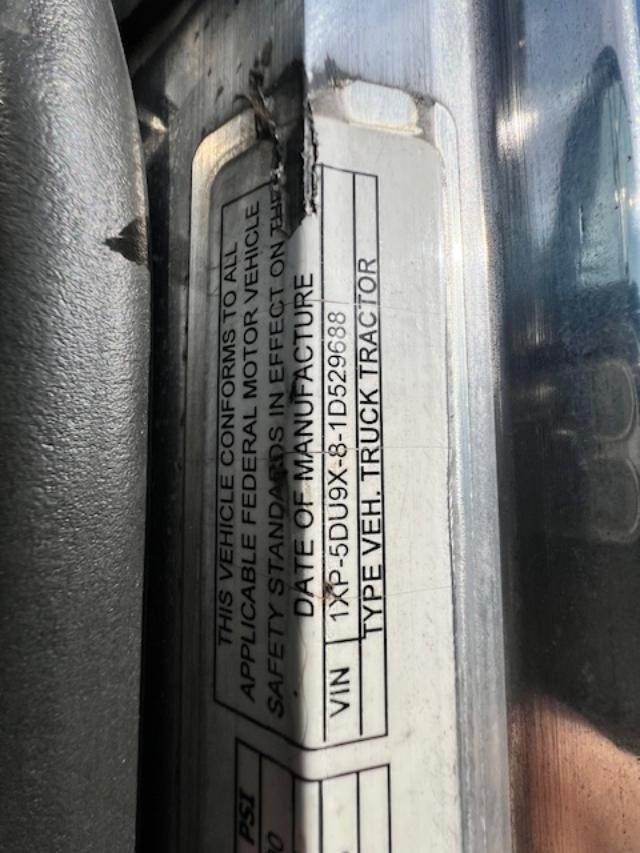 THIS VEHICLE CONFORMS TO ALL
APPLICABLE FEDERAL MOTOR VEHICLE
SAFETY STANDARDS IN EFFECT ON THE
DATE OF MANUFACTURE
VIN 1XP-5DU9X-8-1D529688
TYPE VEH. TRUCK TRACTOR
PSI